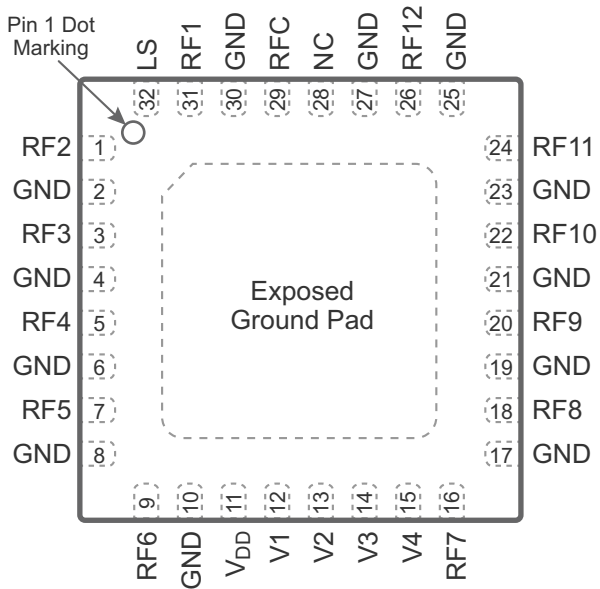 Pin 1 Dot
Marking
LS
RF1
GND
RFC
NC
GND
RF12
GND
32
31
30
29
28
27
26
25
RF2 1
GND 2
RF3 3
GND 4
RF4 5
GND 6
RF5 7
GND 8
24 RF11
23 GND
22 RF10
21 GND
20 RF9
19 GND
18 RF8
17 GND
Exposed
Ground Pad
9
10
11
12
13
14
15
16
RF6
GND
VDD
V1
V2
V3
V4
RF7